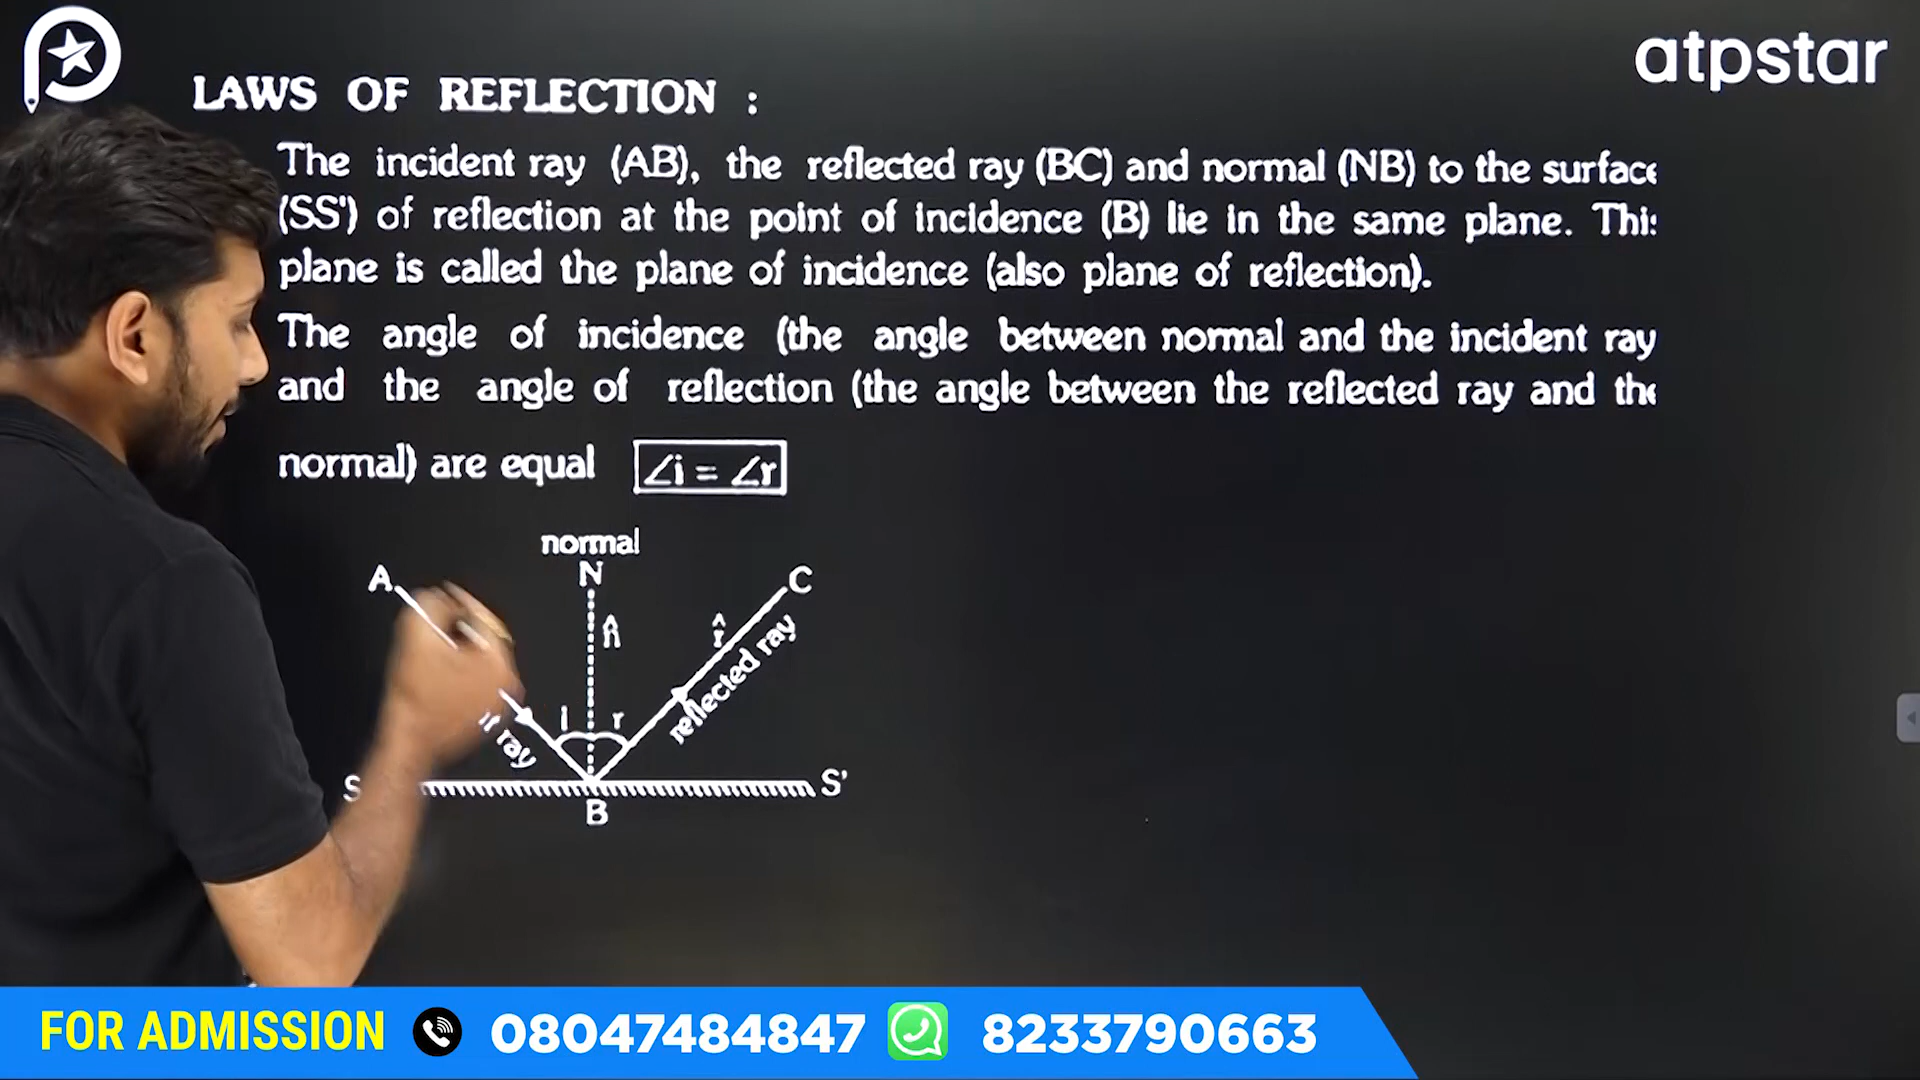 atpstar
LAWS OF REFLECTION :
The incident ray (AB), the reflected ray (BC) and normal (NB) to the surface
(SS') of reflection at the point of incidence (B) lie in the same plane. This
plane is called the plane of incidence (also plane of reflection).
The angle of incidence (the angle between normal and the incident ray
and the angle of reflection (the angle between the reflected ray and the
normal) are equal ∠i = ∠r
normal
A N C
n̂ r̂
reflected ray
i r
ray
S S'
B
FOR ADMISSION 08047484847 8233790663